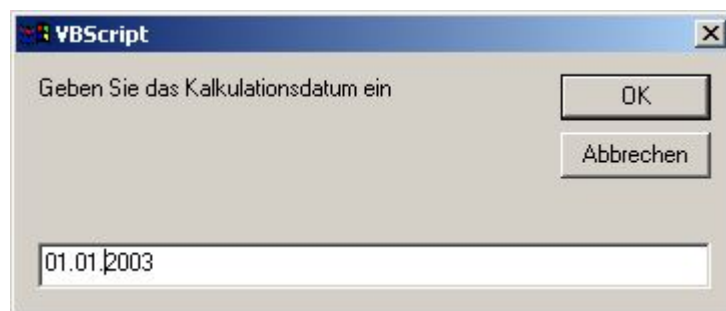 VBScript
Geben Sie das Kalkulationsdatum ein
OK
Abbrechen
01.01.2003